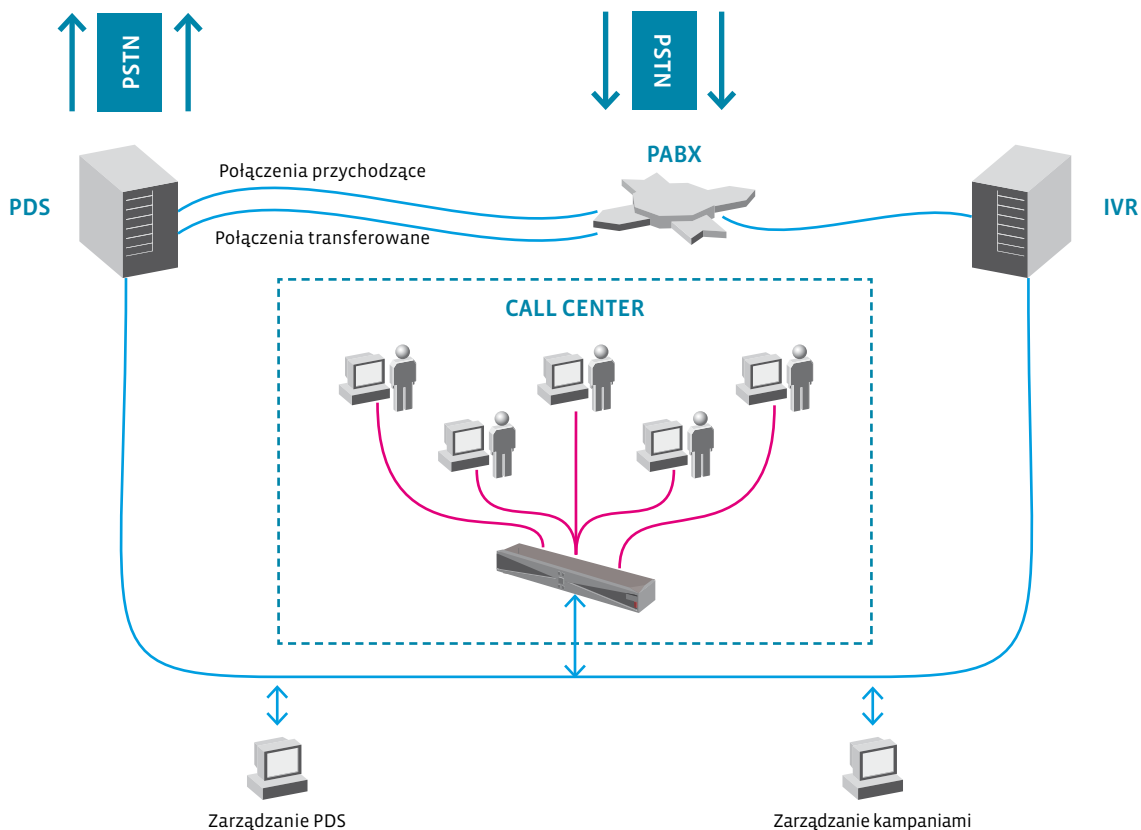 PSTN
PSTN
PABX
Połączenia przychodzące
PDS
IVR
Połączenia transferowane
CALL CENTER
Zarządzanie PDS
Zarządzanie kampaniami